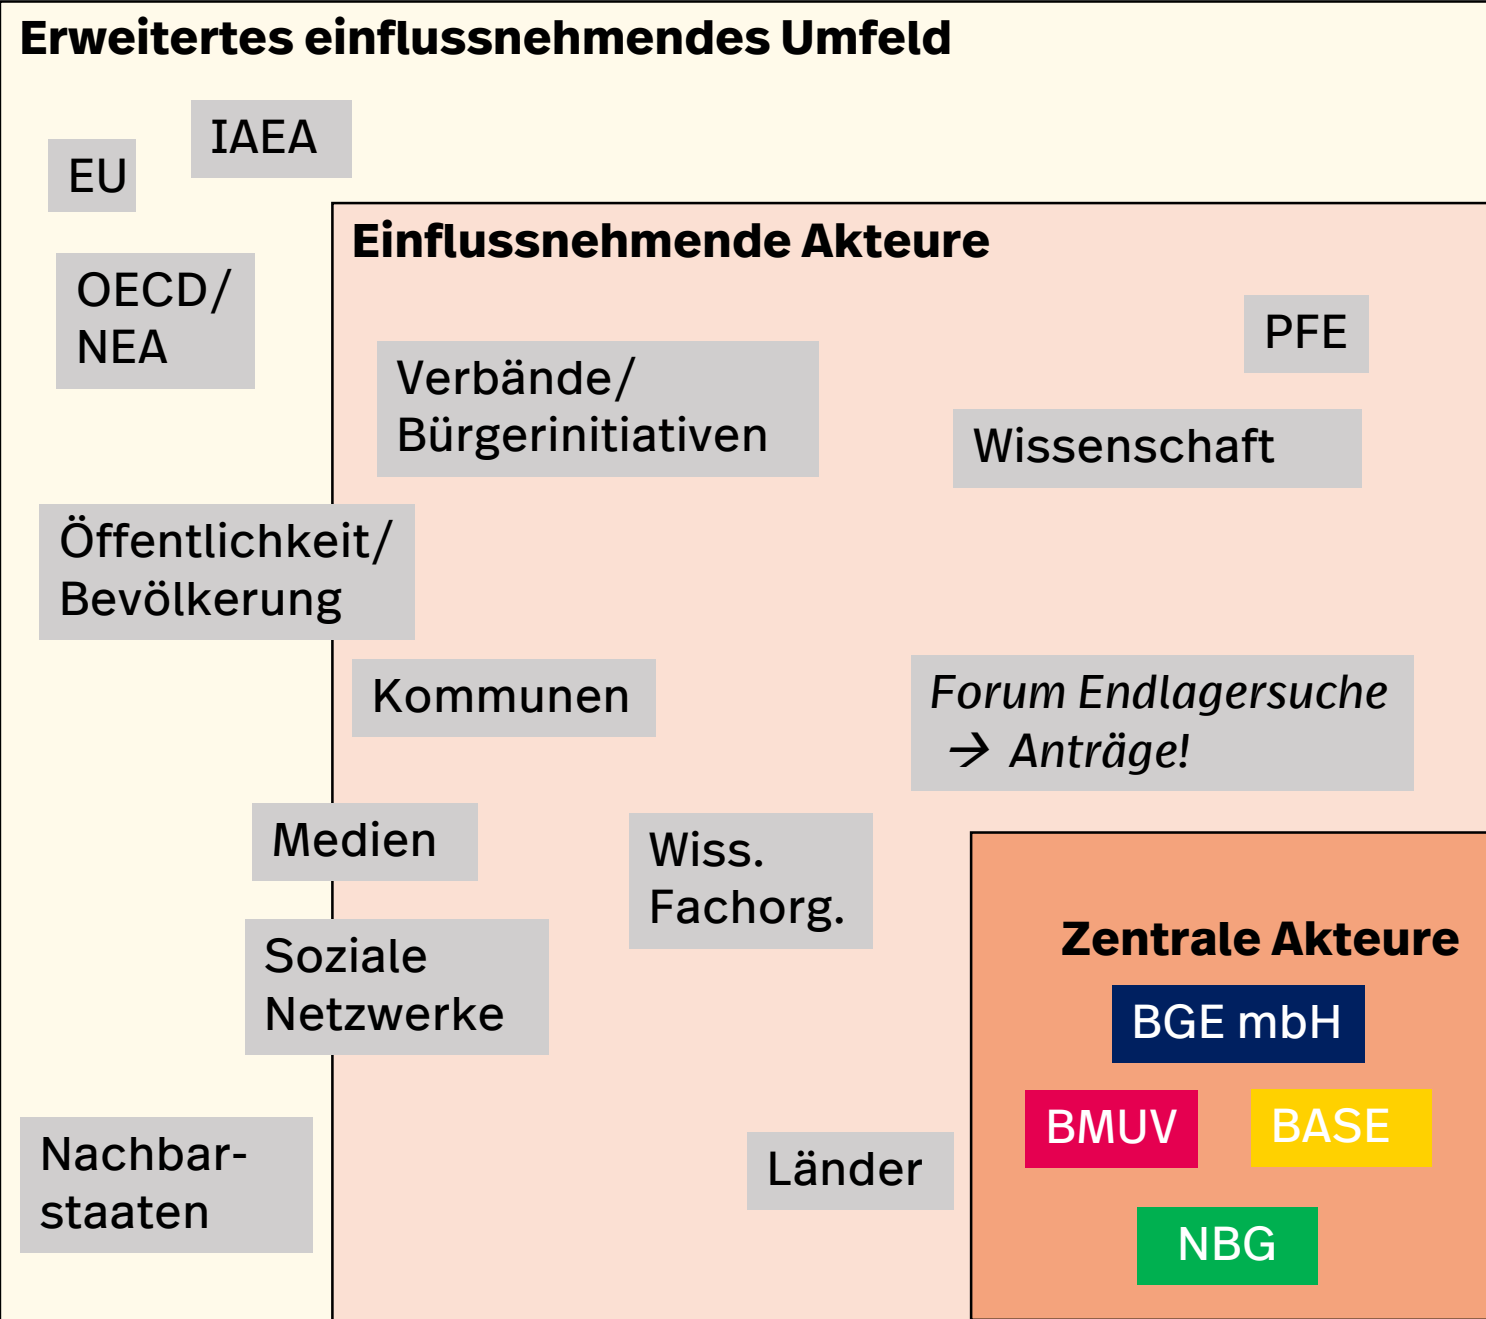 Erweitertes einflussnehmendes Umfeld
IAEA
EU
OECD/
NEA
Einflussnehmende Akteure
PFE
Verbände/
Bürgerinitiativen
Wissenschaft
Öffentlichkeit/
Bevölkerung
Kommunen
Forum Endlagersuche
→ Anträge!
Medien
Wiss.
Fachorg.
Soziale
Netzwerke
Zentrale Akteure
BGE mbH
BMUV
BASE
Nachbar-
staaten
Länder
NBG